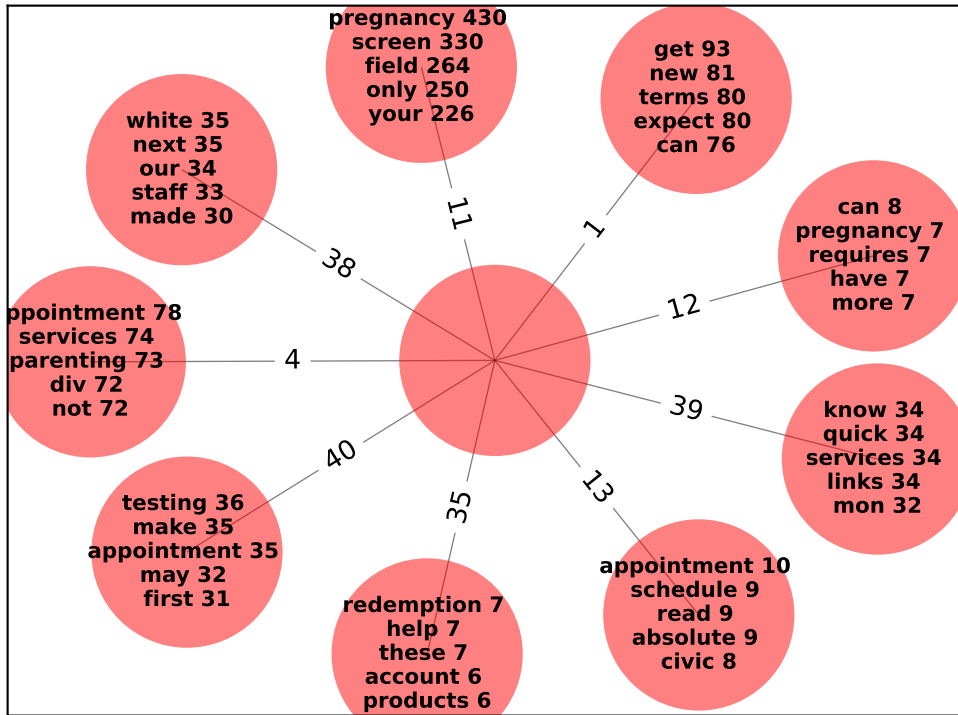 pregnancy 430
screen 330
field 264
only 250
your 226
get 93
new 81
terms 80
expect 80
can 76
white 35
next 35
our 34
staff 33
made 30
can 8
pregnancy 7
requires 7
have 7
more 7
11
1
38
12
ppointment 78
services 74
parenting 73
div 72
not 72
4
39
know 34
quick 34
services 34
links 34
mon 32
40
35
13
testing 36
make 35
appointment 35
may 32
first 31
redemption 7
help 7
these 7
account 6
products 6
appointment 10
schedule 9
read 9
absolute 9
civic 8